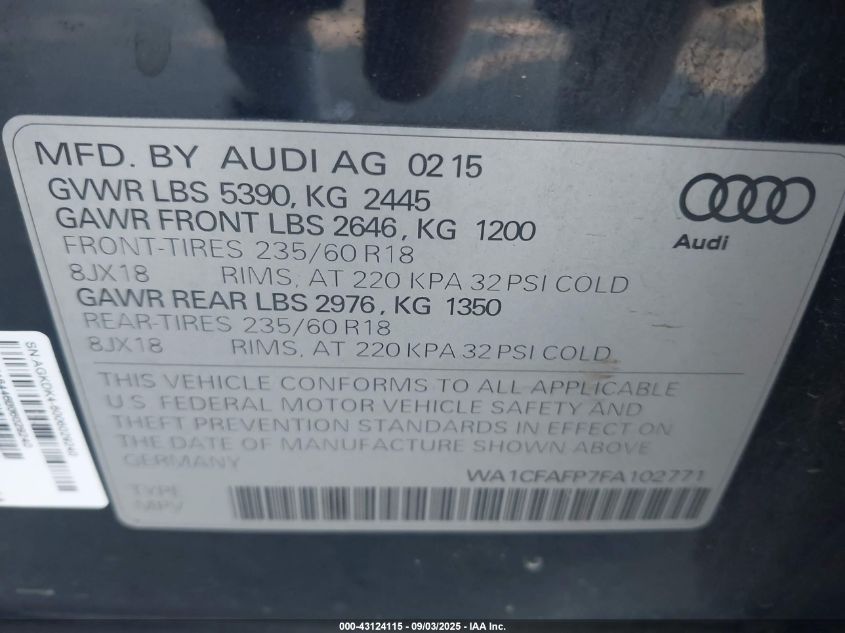 MFD. BY AUDI AG 02 15
GVWR LBS 5390, KG 2445
GAWR FRONT LBS 2646, KG 1200
FRONT-TIRES 235/60 R18
8JX18 RIMS, AT 220 KPA 32 PSI COLD
GAWR REAR LBS 2976, KG 1350
REAR-TIRES 235/60 R18
8JX18 RIMS, AT 220 KPA 32 PSI COLD
Audi
THIS VEHICLE CONFORMS TO ALL APPLICABLE
U.S FEDERAL MOTOR VEHICLE SAFETY AND
THEFT PREVENTION STANDARDS IN EFFECT ON
THE DATE OF MANUFACTURE SHOWN ABOVE
GERMANY
WA1CFAFP7FA102771
TYPE
MPV
SN
000-43124115 - 09/03/2025 - IAA Inc.